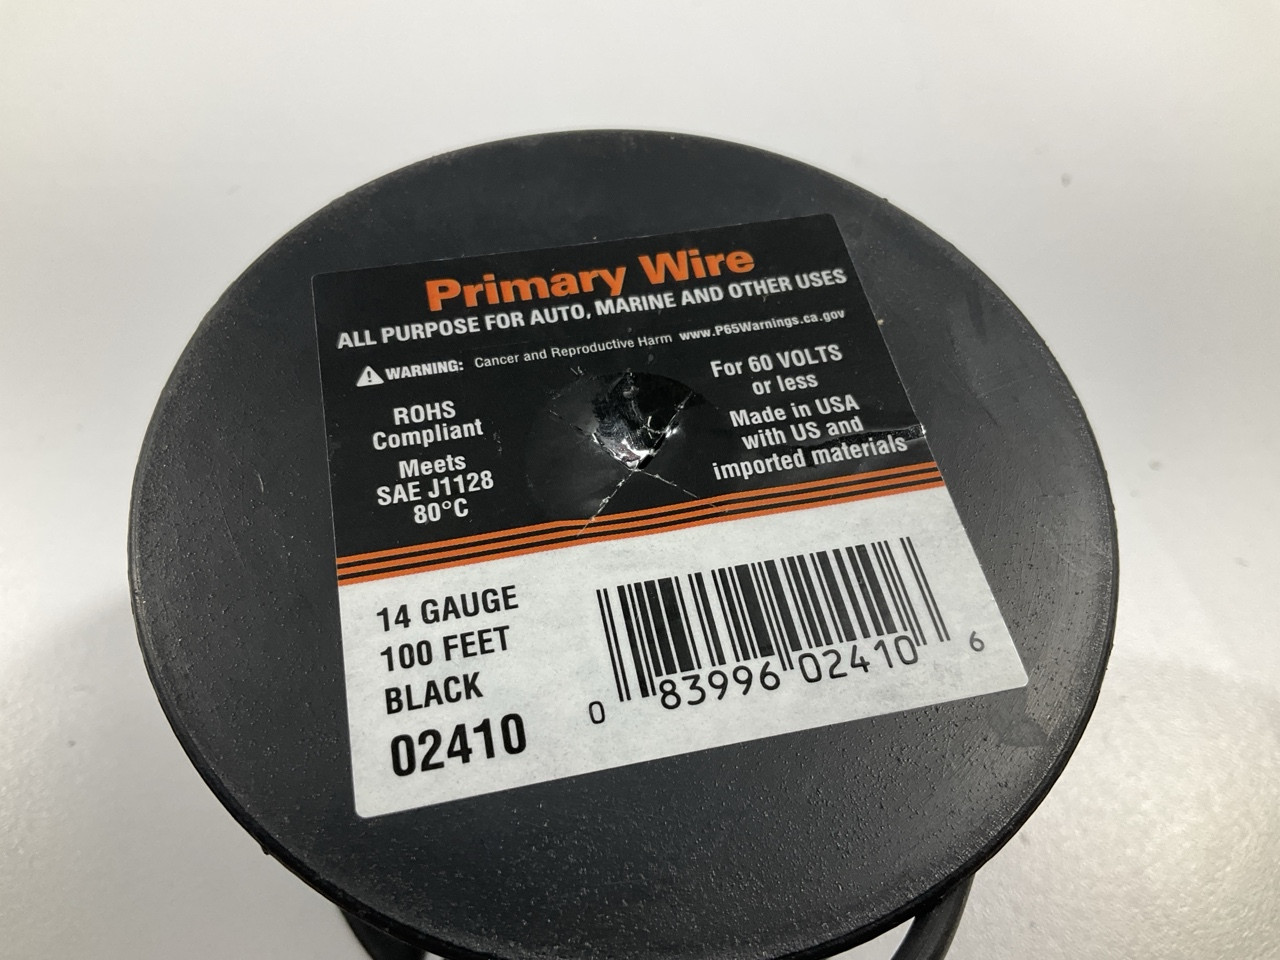 Primary Wire
ALL PURPOSE FOR AUTO, MARINE AND OTHER USES
WARNING: Cancer and Reproductive Harm www.P65Warnings.ca.gov
ROHS
Compliant
Meets
SAE J1128
80°C
For 60 VOLTS
or less
Made in USA
with US and
imported materials
14 GAUGE
100 FEET
BLACK
02410
0 83996 02410 6